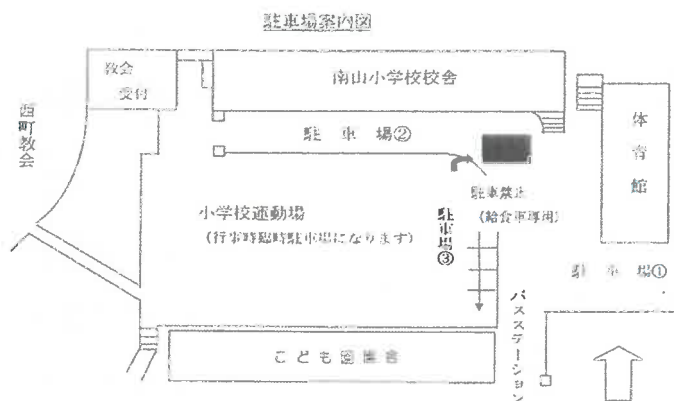 駐車場案内図
教会
受付
南山小学校校舎
西町教会
駐車場②
体育館
駐車禁止
(給食車専用)
小学校運動場
(行事時臨時駐車場になります)
駐車場③
駐車場①
バスステーション
こども園園舎